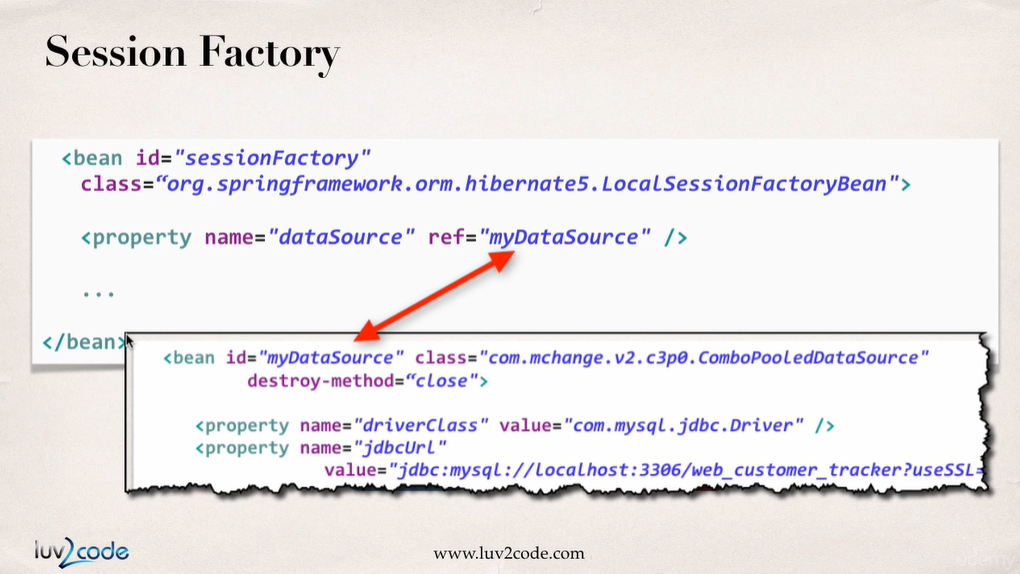 Session Factory
<bean id="sessionFactory"
class=“org.springframework.orm.hibernate5.LocalSessionFactoryBean">
<property name="dataSource" ref="myDataSource" />
...
</bean>
<bean id="myDataSource" class="com.mchange.v2.c3p0.ComboPooledDataSource"
destroy-method=“close">
<property name="driverClass" value="com.mysql.jdbc.Driver" />
<property name="jdbcUrl"
value="jdbc:mysql://localhost:3306/web_customer_tracker?useSSL=
luv2code
www.luv2code.com
udemy